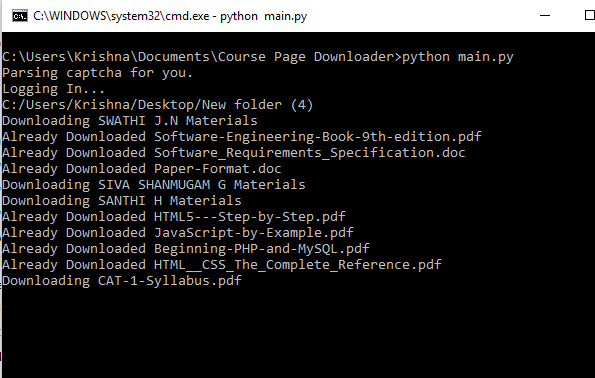 C:\WINDOWS\system32\cmd.exe - python  main.py
C:\Users\Krishna\Documents\Course Page Downloader>python main.py
Parsing captcha for you.
Logging In...
C:/Users/Krishna/Desktop/New folder (4)
Downloading SWATHI J.N Materials
Already Downloaded Software-Engineering-Book-9th-edition.pdf
Already Downloaded Software_Requirements_Specification.doc
Already Downloaded Paper-Format.doc
Downloading SIVA SHANMUGAM G Materials
Downloading SANTHI H Materials
Already Downloaded HTML5---Step-by-Step.pdf
Already Downloaded JavaScript-by-Example.pdf
Already Downloaded Beginning-PHP-and-MySQL.pdf
Already Downloaded HTML__CSS_The_Complete_Reference.pdf
Downloading CAT-1-Syllabus.pdf